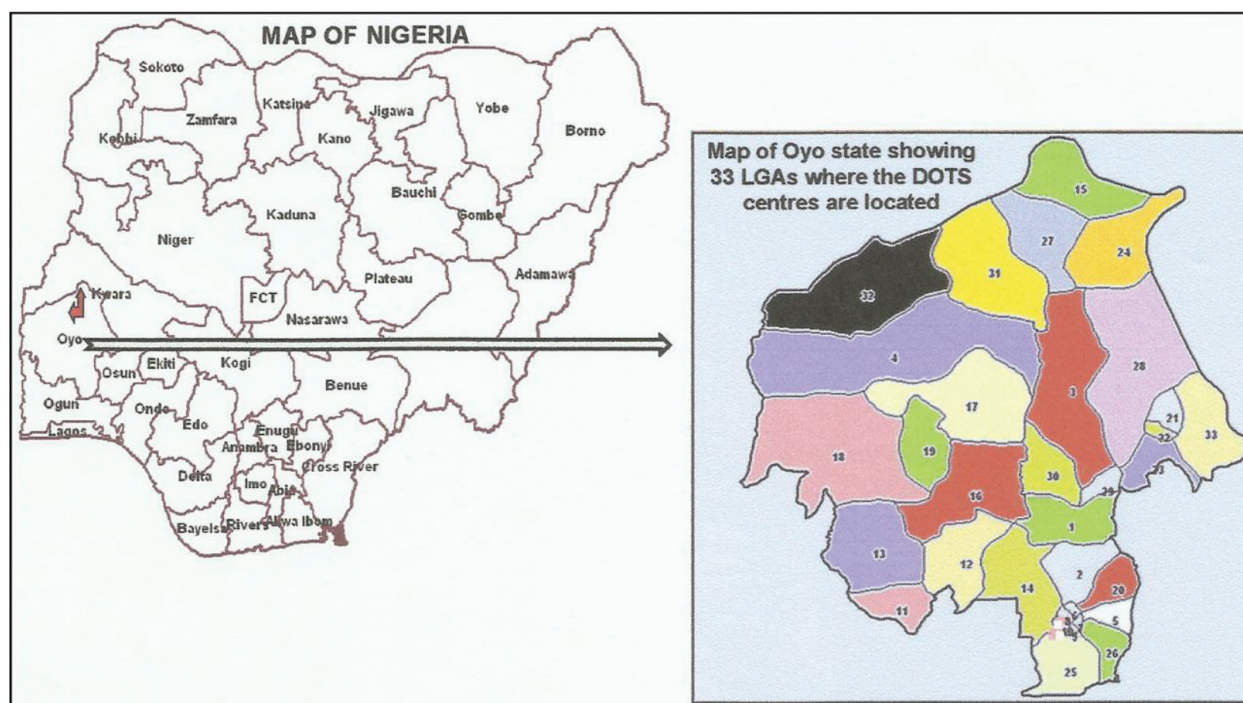 MAP OF NIGERIA
Sokoto
Katsina
Jigawa
Yobe
Borno
Kebbi
Zamfara
Kano
Bauchi
Gombe
Kaduna
Niger
Adamawa
Plateau
Kwara
FCT
Nasarawa
Oyo
Osun
Ekiti
Kogi
Benue
Ogun
Ondo
Edo
Lagos
Enugu
Anambra
Ebonyi
Cross River
Delta
Imo
Abia
Bayelsa
Rivers
Akwa Ibom
Map of Oyo state showing
33 LGAs where the DOTS
centres are located
15
27
24
31
32
4
3
28
17
21
22
33
18
19
30
23
16
29
1
13
12
14
2
20
11
5
26
25